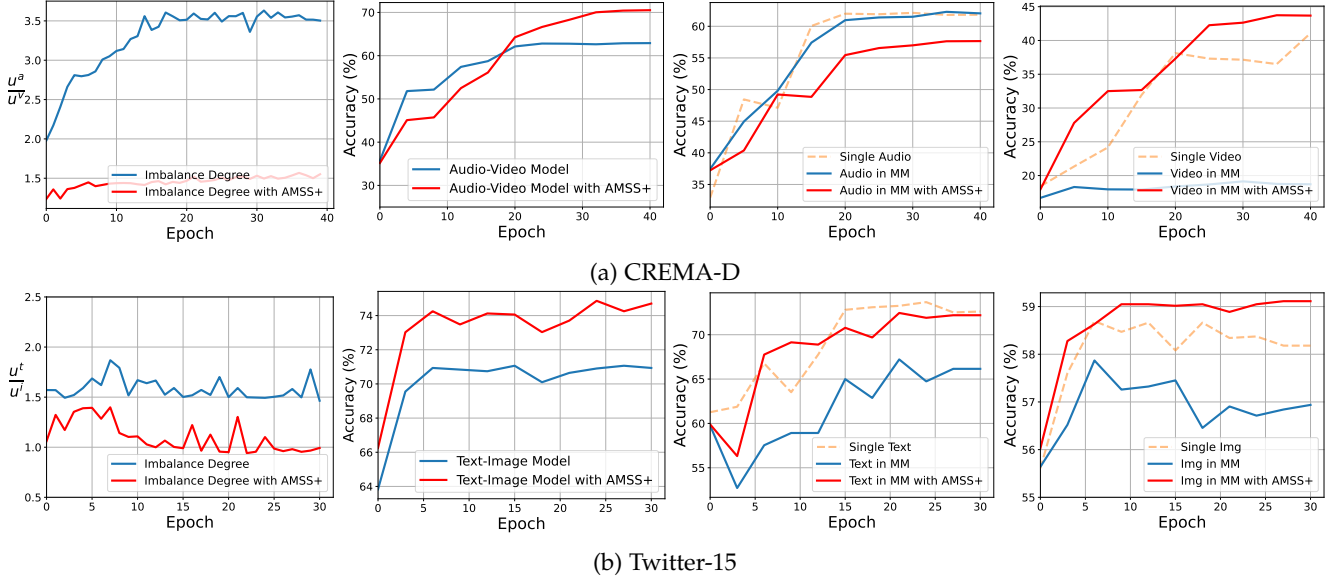 3.5
3.0
2.5
2.0
1.5
u^a
u^v
0
10
20
30
40
Epoch
Imbalance Degree
Imbalance Degree with AMSS+
70
60
50
40
30
Accuracy (%)
0
10
20
30
40
Epoch
Audio-Video Model
Audio-Video Model with AMSS+
60
55
50
45
40
35
Accuracy (%)
0
10
20
30
40
Epoch
Single Audio
Audio in MM
Audio in MM with AMSS+
45
40
35
30
25
20
Accuracy (%)
0
10
20
30
40
Epoch
Single Video
Video in MM
Video in MM with AMSS+
(a) CREMA-D
2.5
2.0
1.5
1.0
0.5
u^t
u^i
0
5
10
15
20
25
30
Epoch
Imbalance Degree
Imbalance Degree with AMSS+
74
72
70
68
66
64
Accuracy (%)
0
5
10
15
20
25
30
Epoch
Text-Image Model
Text-Image Model with AMSS+
70
65
60
55
Accuracy (%)
0
5
10
15
20
25
30
Epoch
Single Text
Text in MM
Text in MM with AMSS+
59
58
57
56
55
Accuracy (%)
0
5
10
15
20
25
30
Epoch
Single Img
Img in MM
Img in MM with AMSS+
(b) Twitter-15